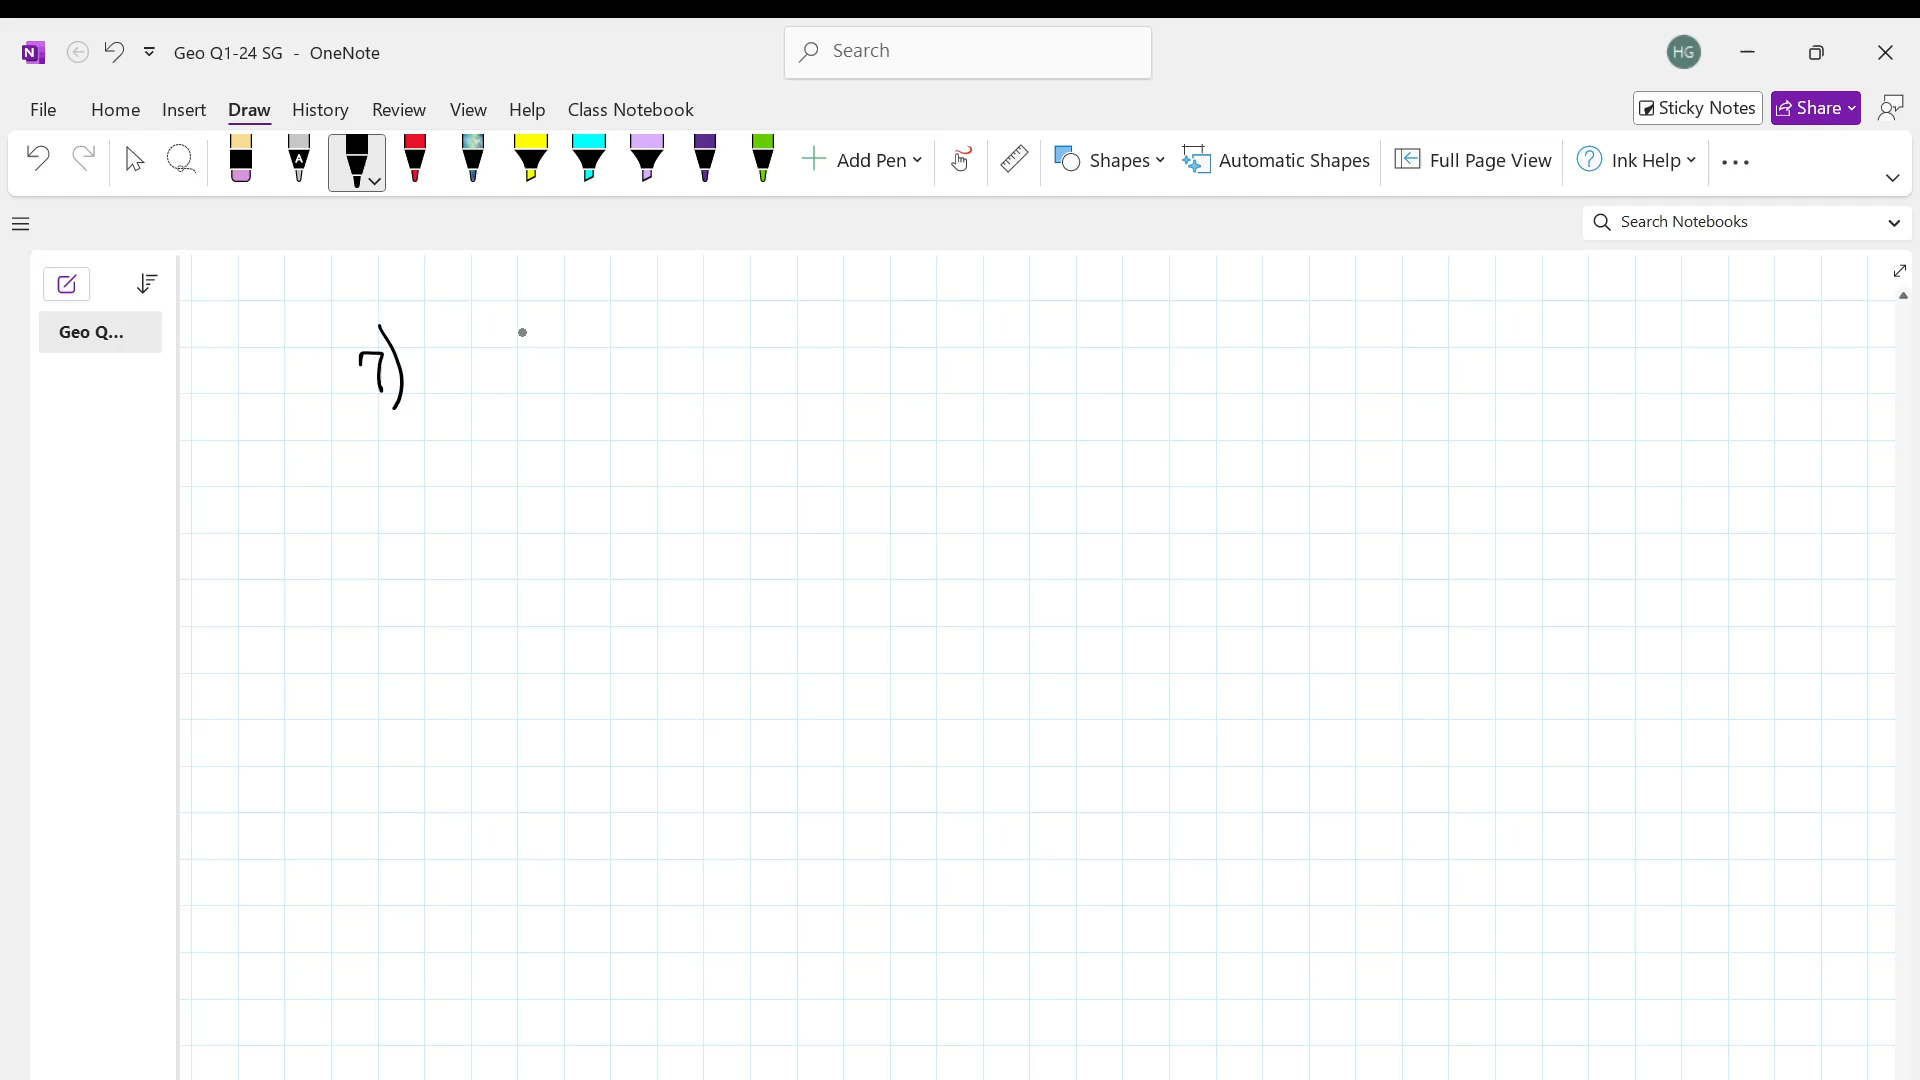 Geo Q1-24 SG - OneNote
Search
HG
File Home Insert Draw History Review View Help Class Notebook
Sticky Notes Share
A Add Pen Shapes Automatic Shapes Full Page View Ink Help
Search Notebooks
Geo Q...
7)